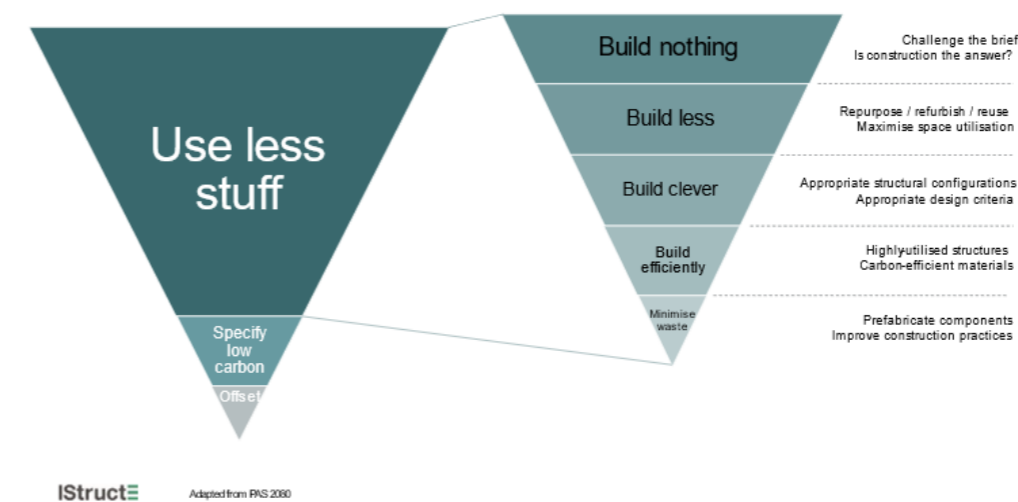 Use less
stuff
Specify
low
carbon
Offset
Build nothing
Challenge the brief
Is construction the answer?
Build less
Repurpose / refurbish / reuse
Maximise space utilisation
Build clever
Appropriate structural configurations
Appropriate design criteria
Build
efficiently
Highly-utilised structures
Carbon-efficient materials
Minimise
waste
Prefabricate components
Improve construction practices
IStructE
Adapted from PAS 2080